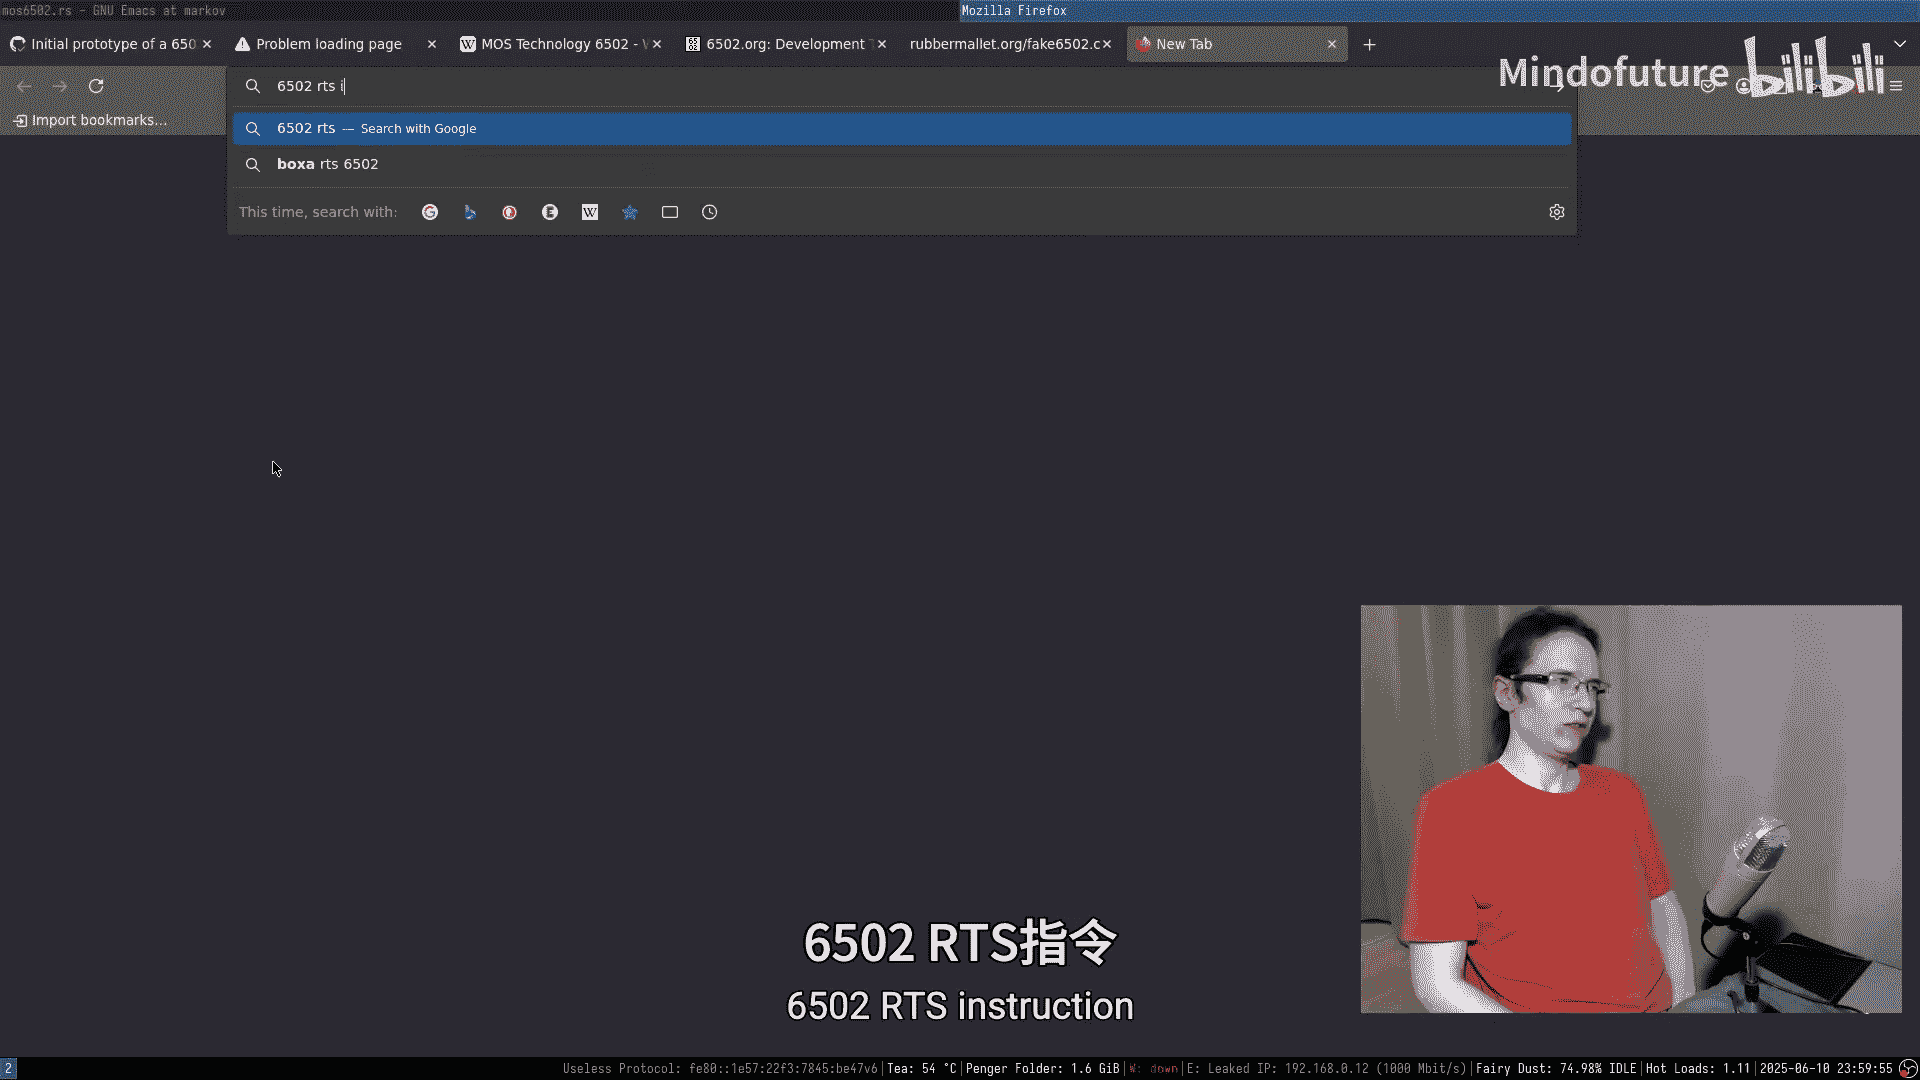 mos6502.rs - GNU Emacs at markov
Mozilla Firefox
Initial prototype of a 650
Problem loading page
W MOS Technology 6502 -
6502.org: Development
rubbermallet.org/fake6502.c
New Tab
Mindofuture bilibili
6502 rts i
Import bookmarks...
6502 rts — Search with Google
boxa rts 6502
This time, search with:
6502 RTS指令
6502 RTS instruction
2
Useless Protocol: fe80::1e57:22f3:7845:be47%6|Tea: 54 °C|Penger Folder: 1.6 GiB|W: down|E: Leaked IP: 192.168.0.12 (1000 Mbit/s)|Fairy Dust: 74.98% IDLE|Hot Loads: 1.11|2025-06-10 23:59:55